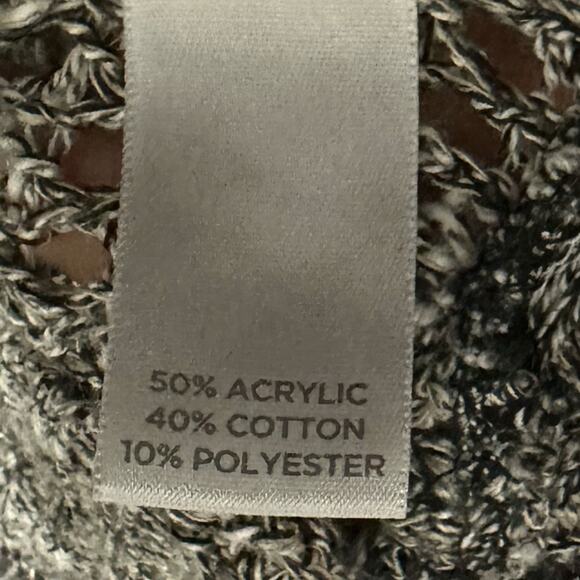 50% ACRYLIC
40% COTTON
10% POLYESTER